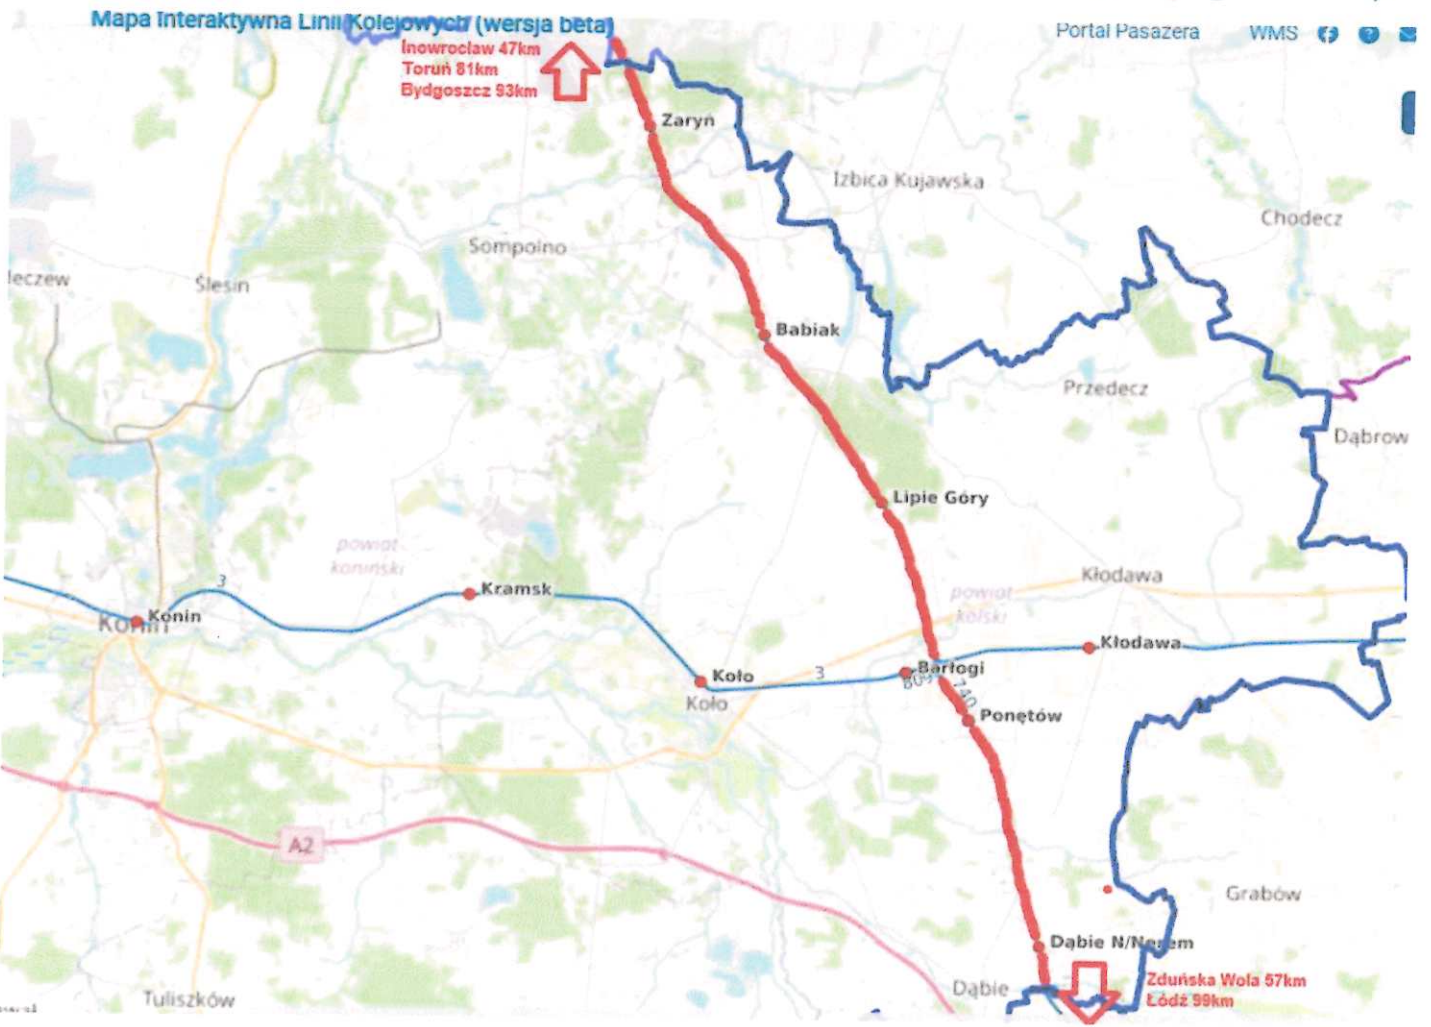 Mapa Interaktywna Linii Kolejowych (wersja beta)
Portal Pasażera
WMS
Inowrocław 47km
Toruń 81km
Bydgoszcz 93km
Zaryń
Izbica Kujawska
Chodecz
Sompolno
leczew
Ślesin
Babiak
Przedecz
Dąbrow
Lipie Góry
powiat
koniński
Kłodawa
3
Kramsk
powiat
kolski
Konin
Konin
Kłodawa
Barłogi
Koło
3
Koło
140
Ponętów
A2
Grabów
Dąbie N/Nerem
Dąbie
Zduńska Wola 57km
Łódź 99km
Tuliszków